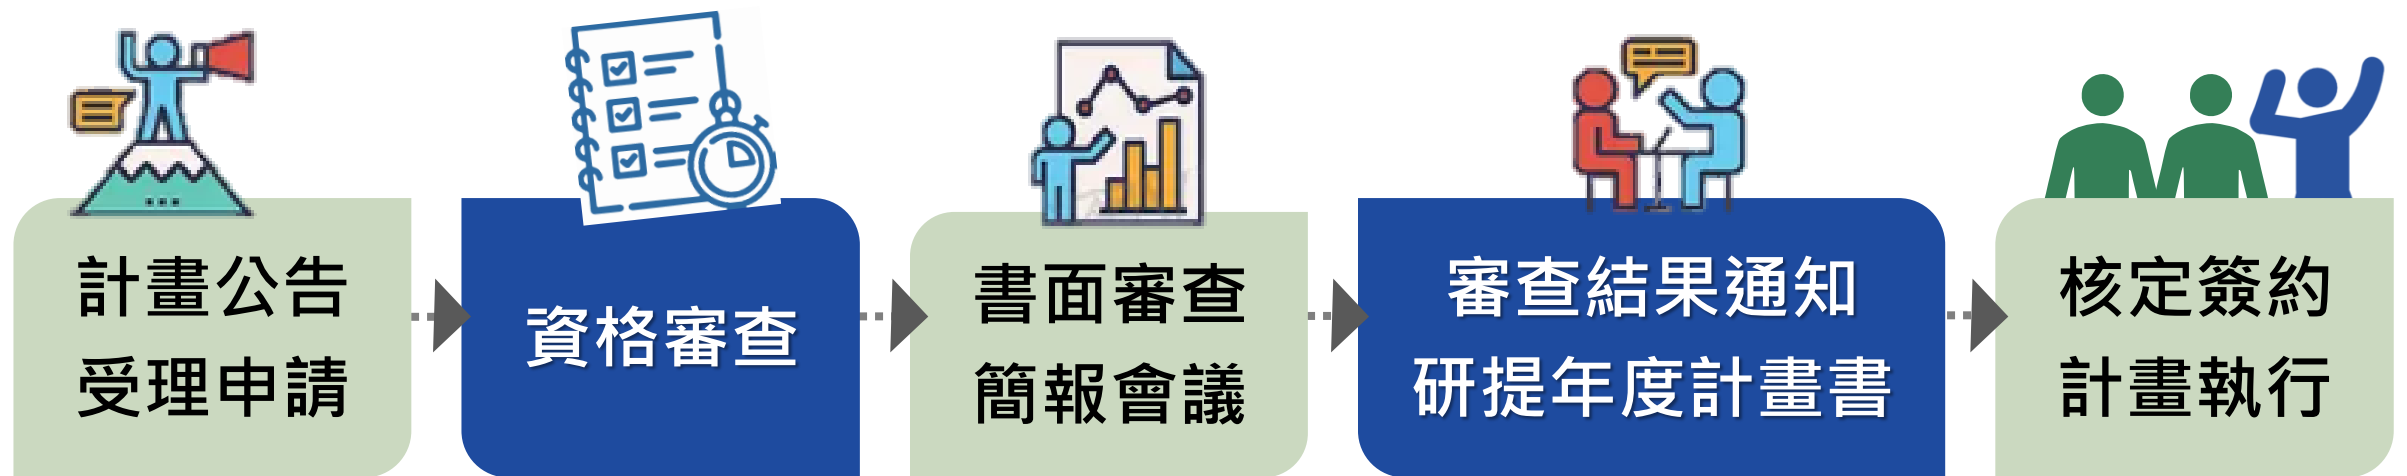 計畫公告
受理申請
資格審查
書面審查
簡報會議
審查結果通知
研提年度計畫書
核定簽約
計畫執行